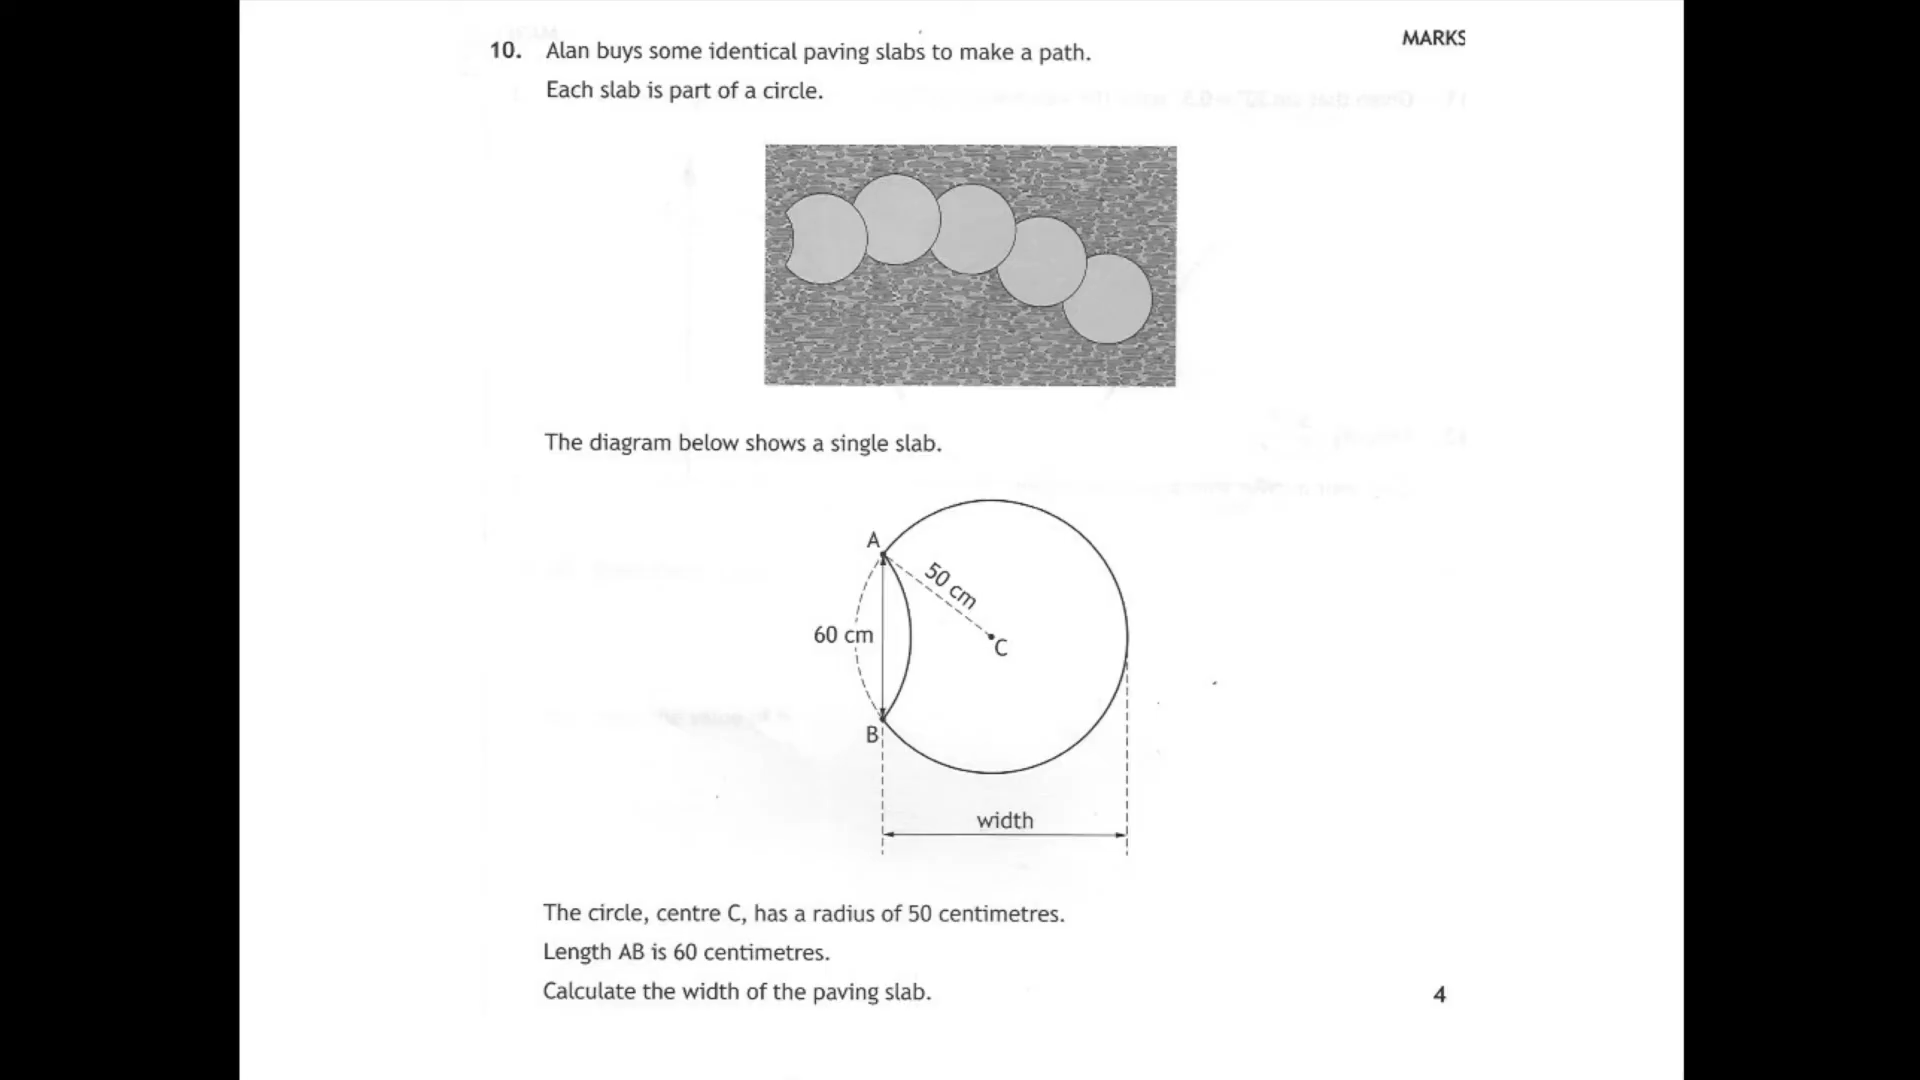 MARKS
10. Alan buys some identical paving slabs to make a path.
Each slab is part of a circle.
The diagram below shows a single slab.
A
50 cm
60 cm
C
B
width
The circle, centre C, has a radius of 50 centimetres.
Length AB is 60 centimetres.
Calculate the width of the paving slab.
4